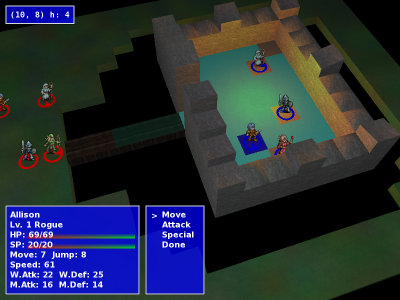 (10, 8) h: 4
Allison
Lv. 1 Rogue
HP: 69/69
SP: 20/20
Move: 7 Jump: 8
Speed: 61
W.Atk: 22 W.Def: 25
M.Atk: 16 M.Def: 14
> Move
Attack
Special
Done